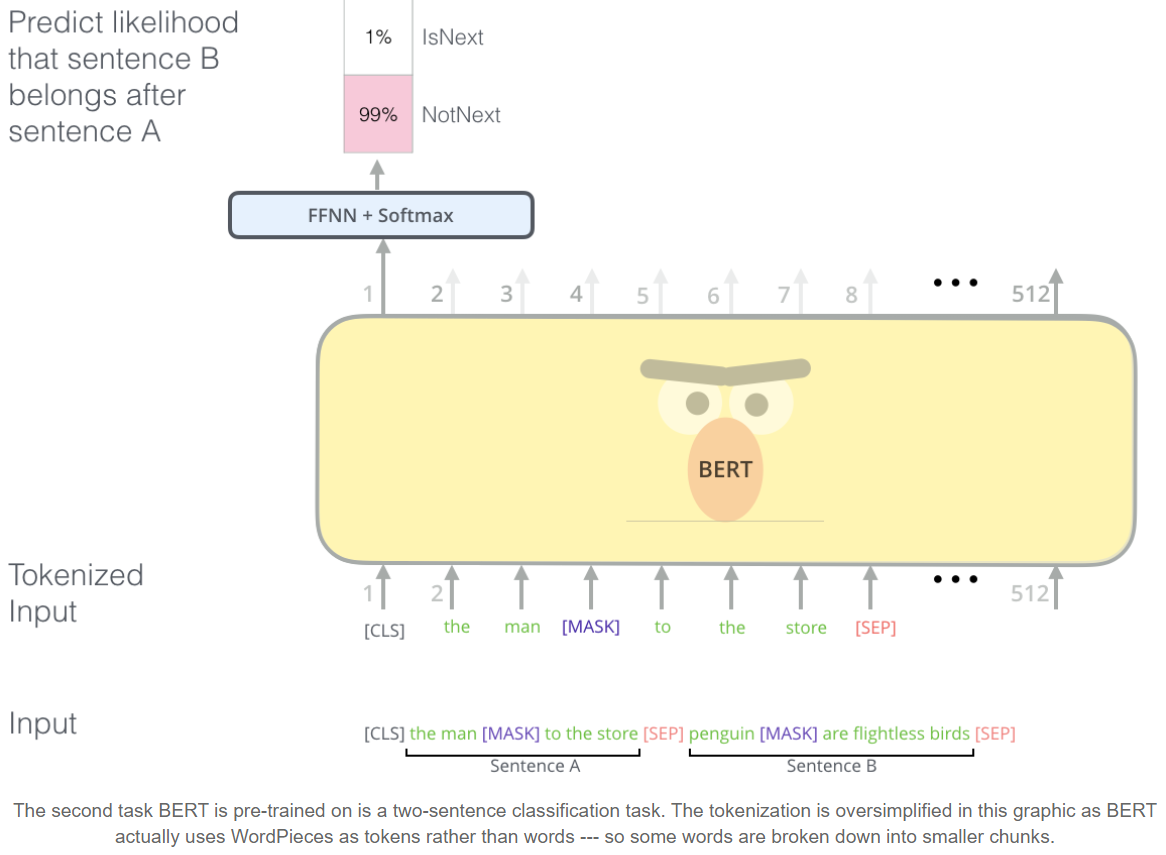 Predict likelihood
that sentence B
belongs after
sentence A
1% IsNext
99% NotNext
FFNN + Softmax
1 2 3 4 5 6 7 8 ••• 512
BERT
Tokenized
Input
1 2 ••• 512
[CLS] the man [MASK] to the store [SEP]
Input
[CLS] the man [MASK] to the store [SEP] penguin [MASK] are flightless birds [SEP]
Sentence A Sentence B
The second task BERT is pre-trained on is a two-sentence classification task. The tokenization is oversimplified in this graphic as BERT
actually uses WordPieces as tokens rather than words --- so some words are broken down into smaller chunks.